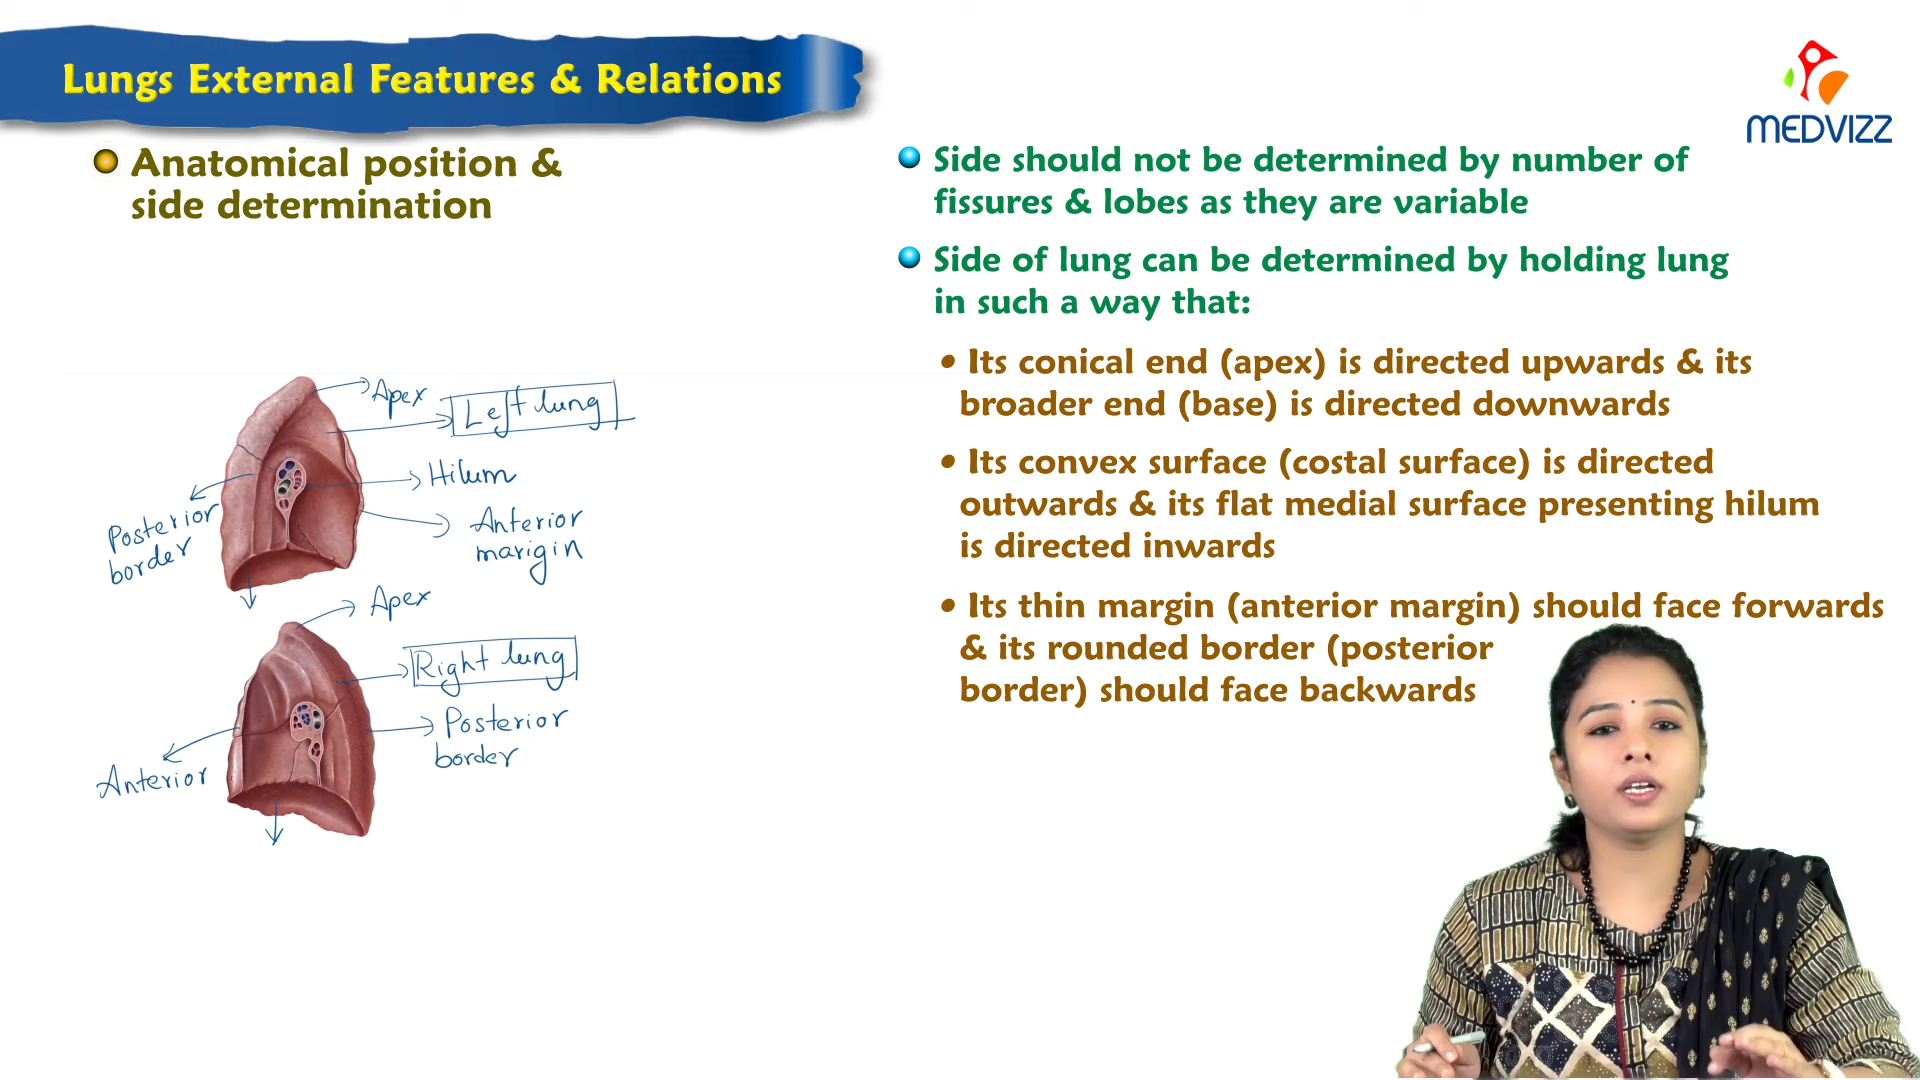 Lungs External Features & Relations
MEDVIZZ
Anatomical position &
side determination
Apex
Left lung
Hilum
Posterior
border
Anterior
marigin
Apex
Right lung
Posterior
border
Anterior
Side should not be determined by number of
fissures & lobes as they are variable
Side of lung can be determined by holding lung
in such a way that:
• Its conical end (apex) is directed upwards & its
broader end (base) is directed downwards
• Its convex surface (costal surface) is directed
outwards & its flat medial surface presenting hilum
is directed inwards
• Its thin margin (anterior margin) should face forwards
& its rounded border (posterior
border) should face backwards